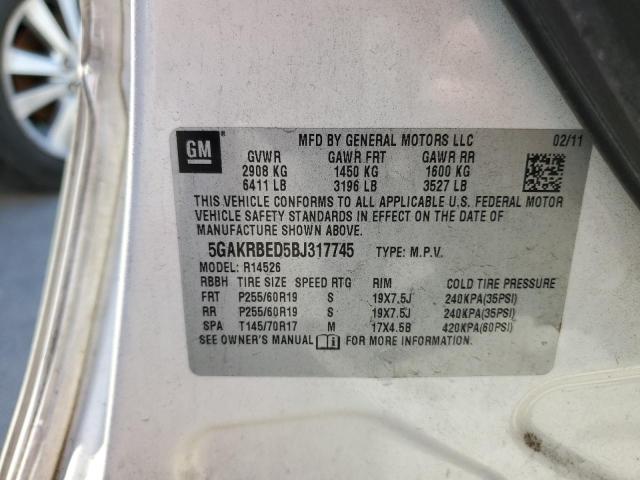 GM
MFD BY GENERAL MOTORS LLC 02/11
GVWR GAWR FRT GAWR RR
2908 KG 1450 KG 1600 KG
6411 LB 3196 LB 3527 LB
THIS VEHICLE CONFORMS TO ALL APPLICABLE U.S. FEDERAL MOTOR
VEHICLE SAFETY STANDARDS IN EFFECT ON THE DATE OF
MANUFACTURE SHOWN ABOVE.
5GAKRBED5BJ317745 TYPE: M.P.V.
MODEL: R14526
RBBH TIRE SIZE SPEED RTG RIM COLD TIRE PRESSURE
FRT P255/60R19 S 19X7.5J 240KPA(35PSI)
RR P255/60R19 S 19X7.5J 240KPA(35PSI)
SPA T145/70R17 M 17X4.5B 420KPA(60PSI)
SEE OWNER'S MANUAL FOR MORE INFORMATION.